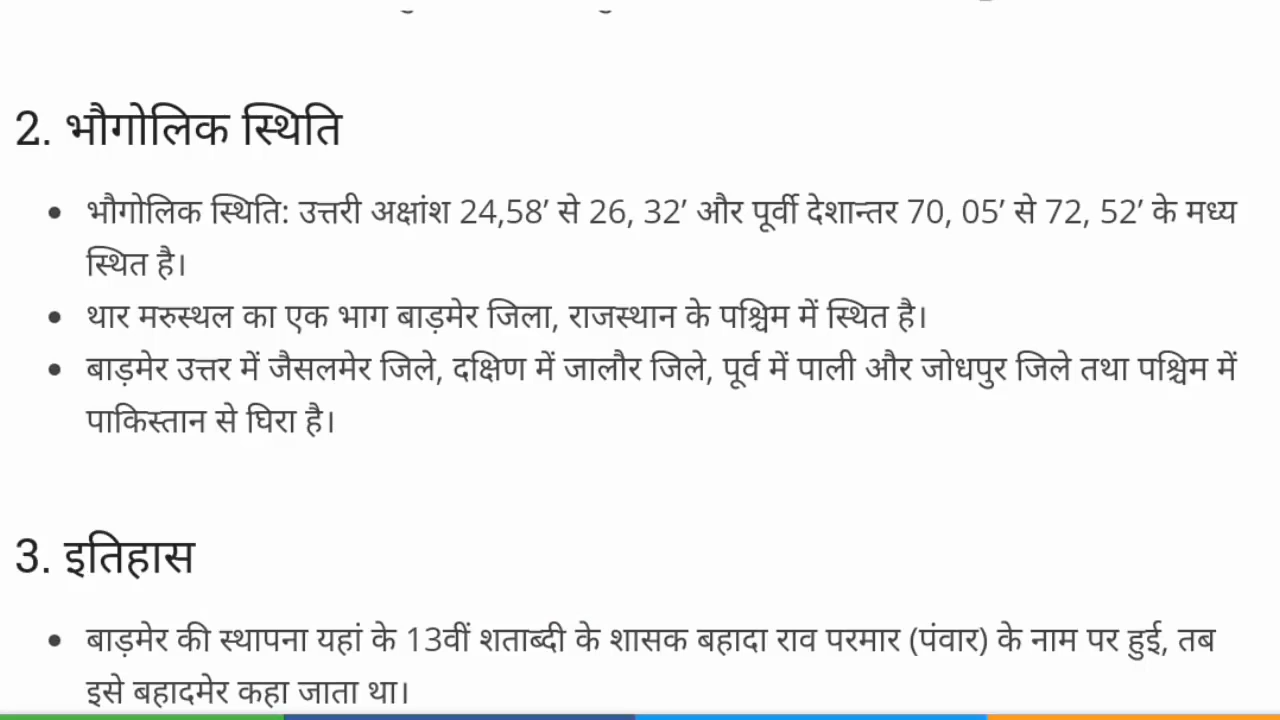 2. भौगोलिक स्थिति
• भौगोलिक स्थिति: उत्तरी अक्षांश 24,58’ से 26, 32’ और पूर्वी देशान्तर 70, 05’ से 72, 52’ के मध्य
स्थित है।
• थार मरुस्थल का एक भाग बाड़मेर जिला, राजस्थान के पश्चिम में स्थित है।
• बाड़मेर उत्तर में जैसलमेर जिले, दक्षिण में जालौर जिले, पूर्व में पाली और जोधपुर जिले तथा पश्चिम में
पाकिस्तान से घिरा है।
3. इतिहास
• बाड़मेर की स्थापना यहां के 13वीं शताब्दी के शासक बहादा राव परमार (पंवार) के नाम पर हुई, तब
इसे बहादमेर कहा जाता था।